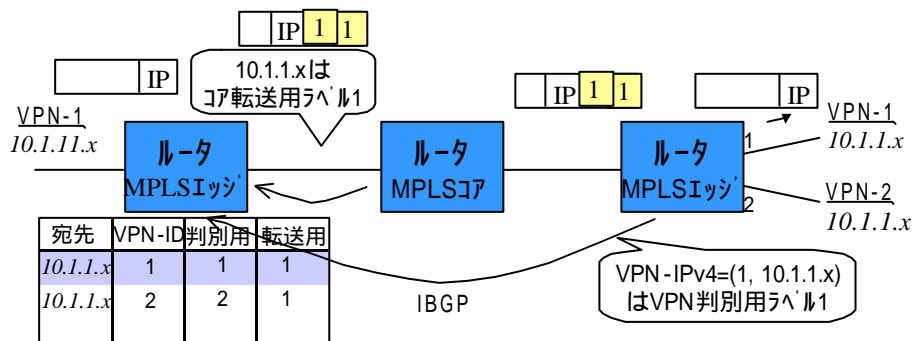 IP 1 1
IP
10.1.1.xは
コア転送用ラベル1
IP 1 1
IP
VPN-1
10.1.11.x
ルータ
MPLSエッジ
ルータ
MPLSコア
ルータ
MPLSエッジ
1
2
VPN-1
10.1.1.x
VPN-2
10.1.1.x
宛先 VPN-ID 判別用 転送用
10.1.1.x 1 1 1
10.1.1.x 2 2 1
IBGP
VPN-IPv4=(1, 10.1.1.x)
はVPN判別用ラベル1